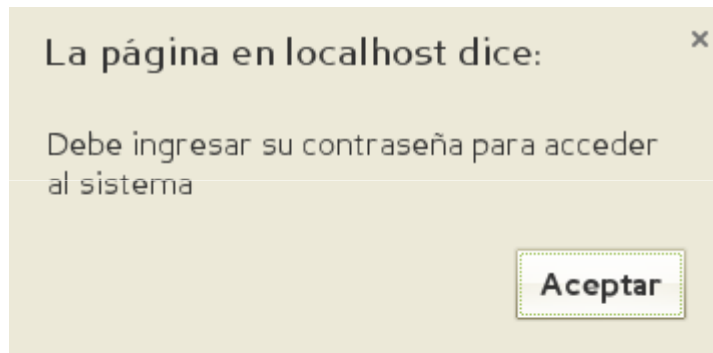 La página en localhost dice:
×
Debe ingresar su contraseña para acceder
al sistema
Aceptar